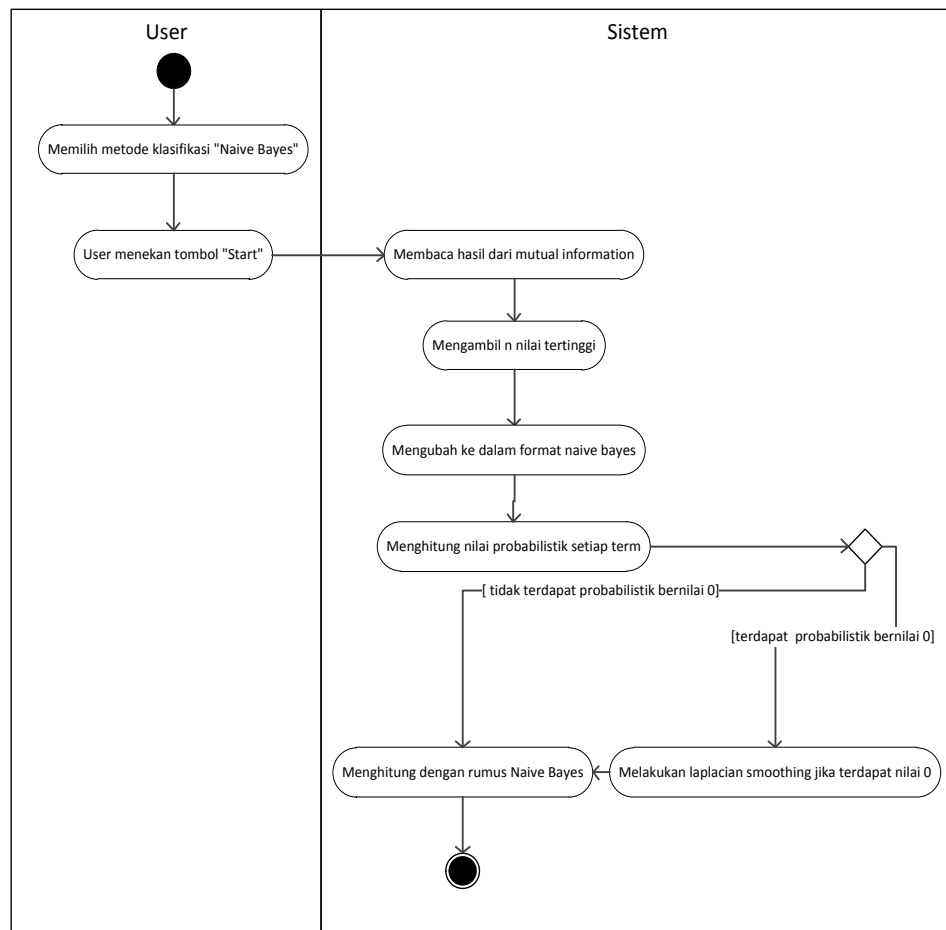 User
Sistem
Memilih metode klasifikasi "Naive Bayes"
User menekan tombol "Start"
Membaca hasil dari mutual information
Mengambil n nilai tertinggi
Mengubah ke dalam format naive bayes
Menghitung nilai probabilistik setiap term
[ tidak terdapat probabilistik bernilai 0]
[terdapat  probabilistik bernilai 0]
Menghitung dengan rumus Naive Bayes
Melakukan laplacian smoothing jika terdapat nilai 0